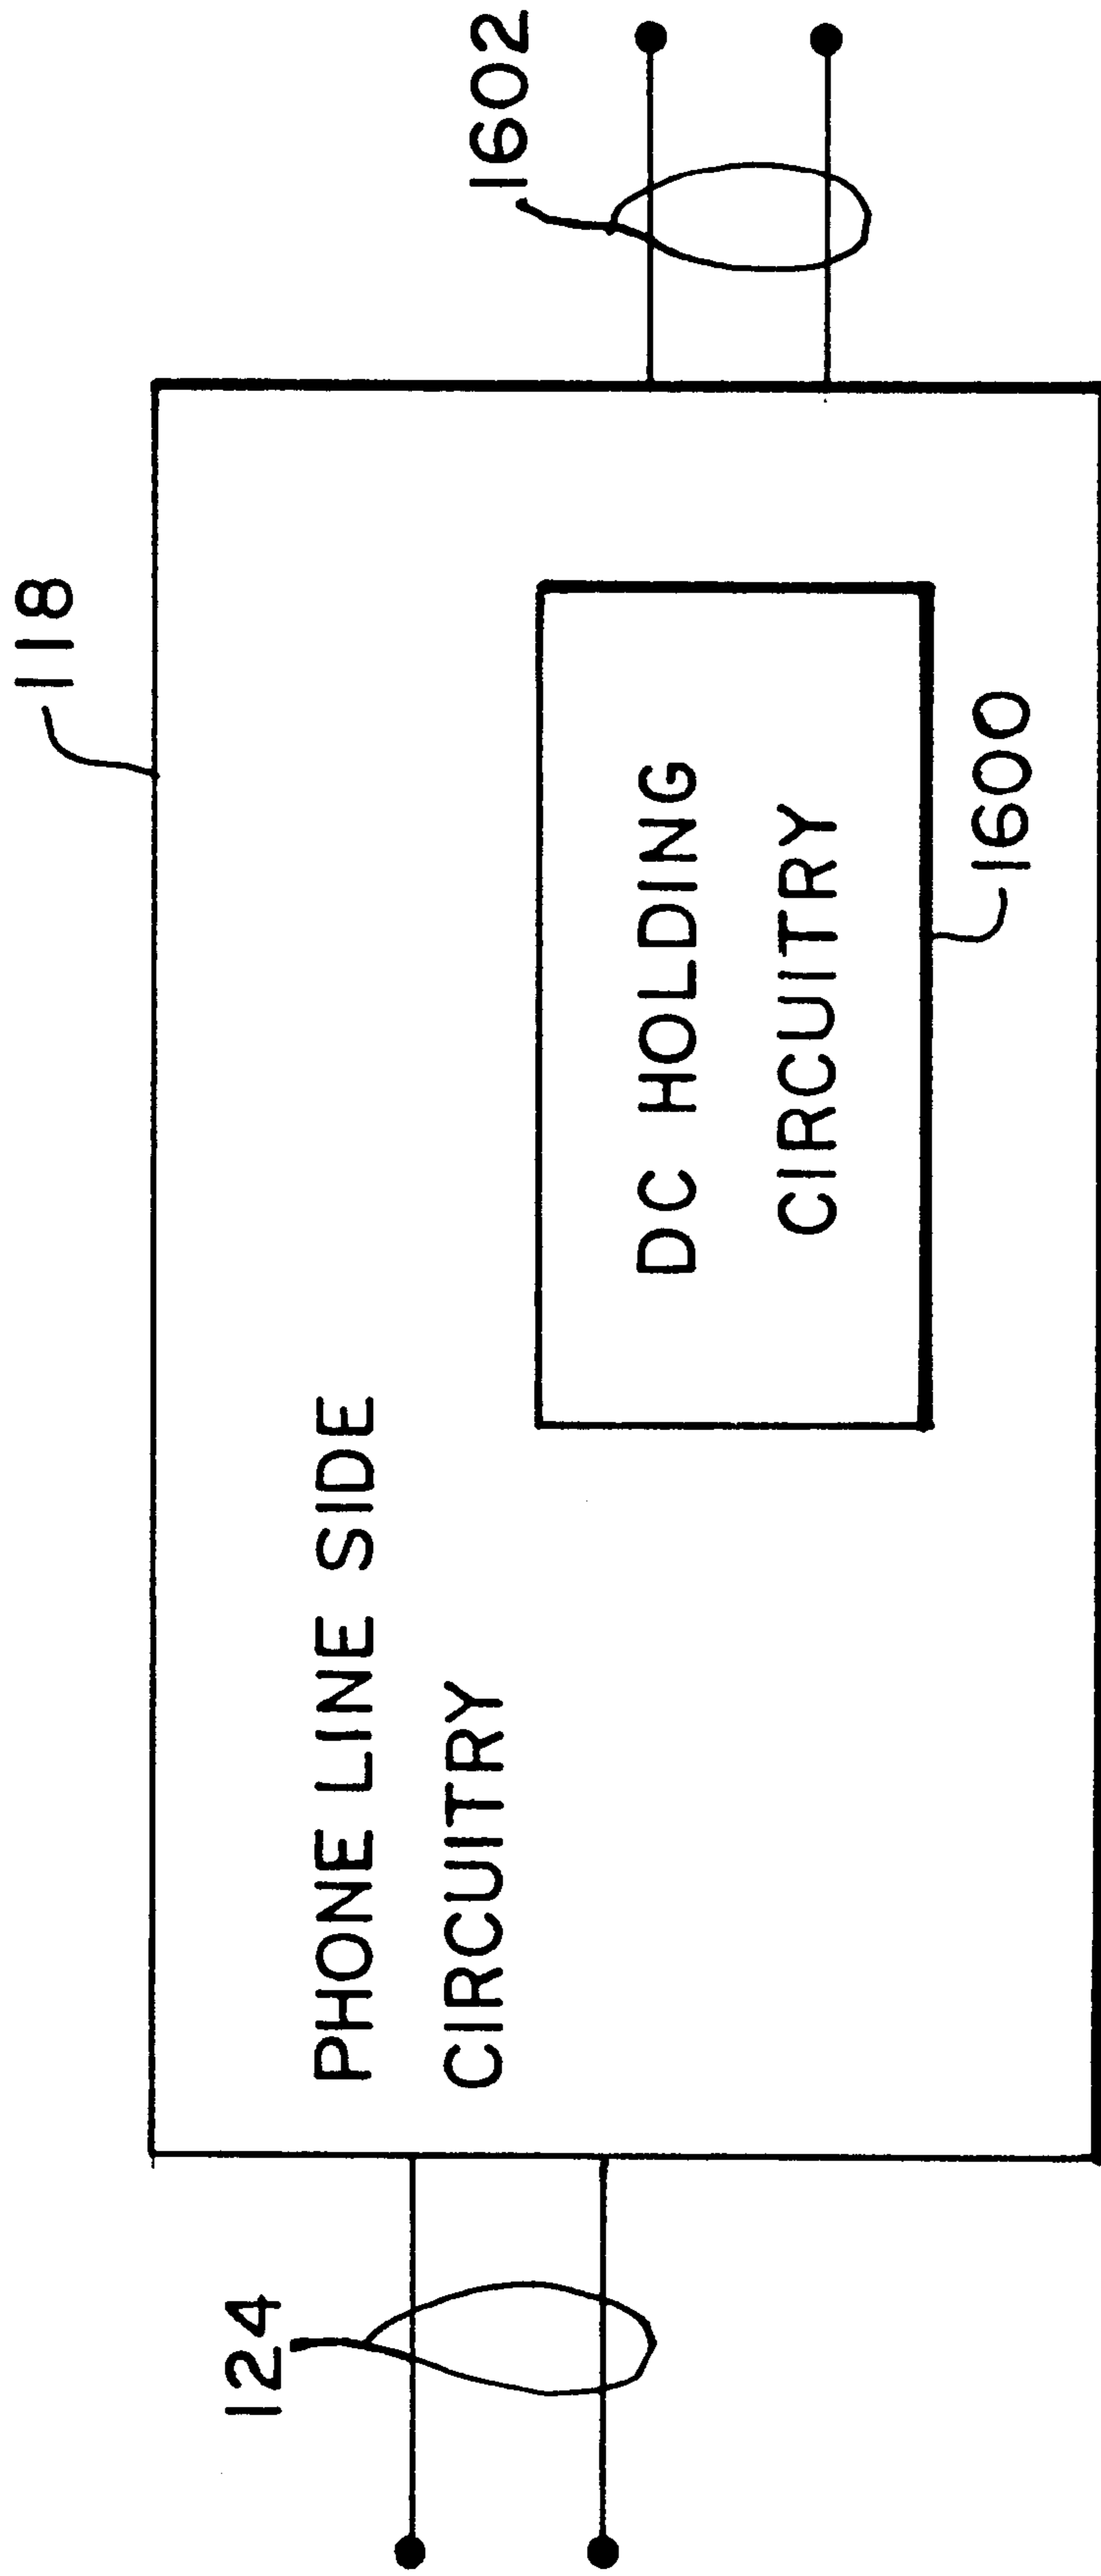 118
1602
PHONE LINE SIDE
CIRCUITRY
124
DC HOLDING
CIRCUITRY
1600